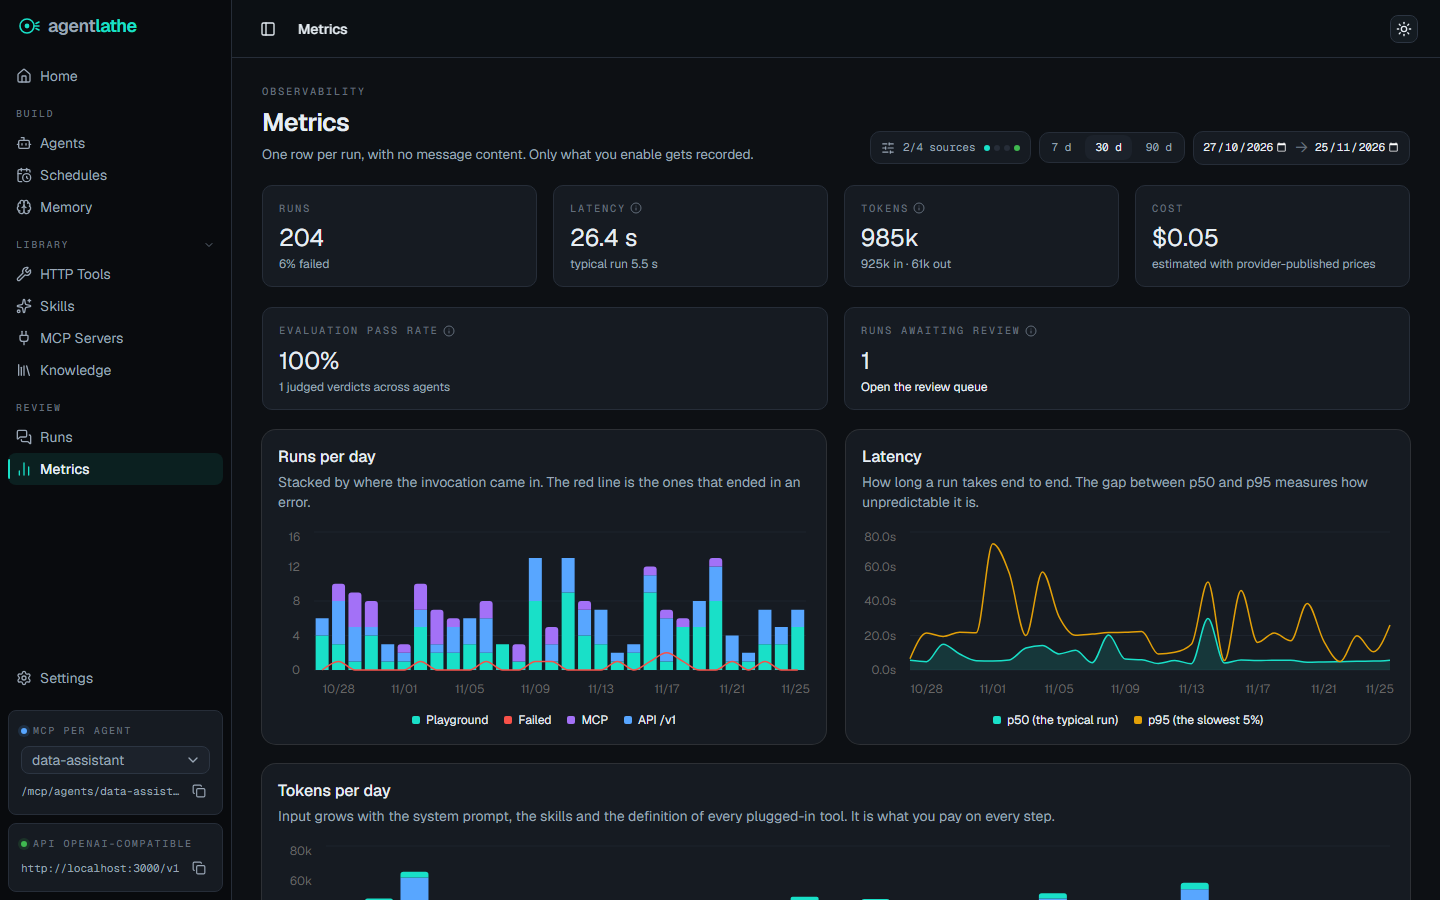 agentlathe
Home
BUILD
Agents
Schedules
Memory
LIBRARY
HTTP Tools
Skills
MCP Servers
Knowledge
REVIEW
Runs
Metrics
Settings
MCP PER AGENT
data-assistant
/mcp/agents/data-assist…
API OPENAI-COMPATIBLE
http://localhost:3000/v1
Metrics
OBSERVABILITY
Metrics
One row per run, with no message content. Only what you enable gets recorded.
2/4 sources
7 d 30 d 90 d
27/10/2026 → 25/11/2026
RUNS
204
6% failed
LATENCY
26.4 s
typical run 5.5 s
TOKENS
985k
925k in · 61k out
COST
$0.05
estimated with provider-published prices
EVALUATION PASS RATE
100%
1 judged verdicts across agents
RUNS AWAITING REVIEW
1
Open the review queue
Runs per day
Stacked by where the invocation came in. The red line is the ones that ended in an
error.
16
12
8
4
0
10/28 11/01 11/05 11/09 11/13 11/17 11/21 11/25
Playground Failed MCP API /v1
Latency
How long a run takes end to end. The gap between p50 and p95 measures how
unpredictable it is.
80.0s
60.0s
40.0s
20.0s
0.0s
10/28 11/01 11/05 11/09 11/13 11/17 11/21 11/25
p50 (the typical run) p95 (the slowest 5%)
Tokens per day
Input grows with the system prompt, the skills and the definition of every plugged-in tool. It is what you pay on every step.
80k
60k